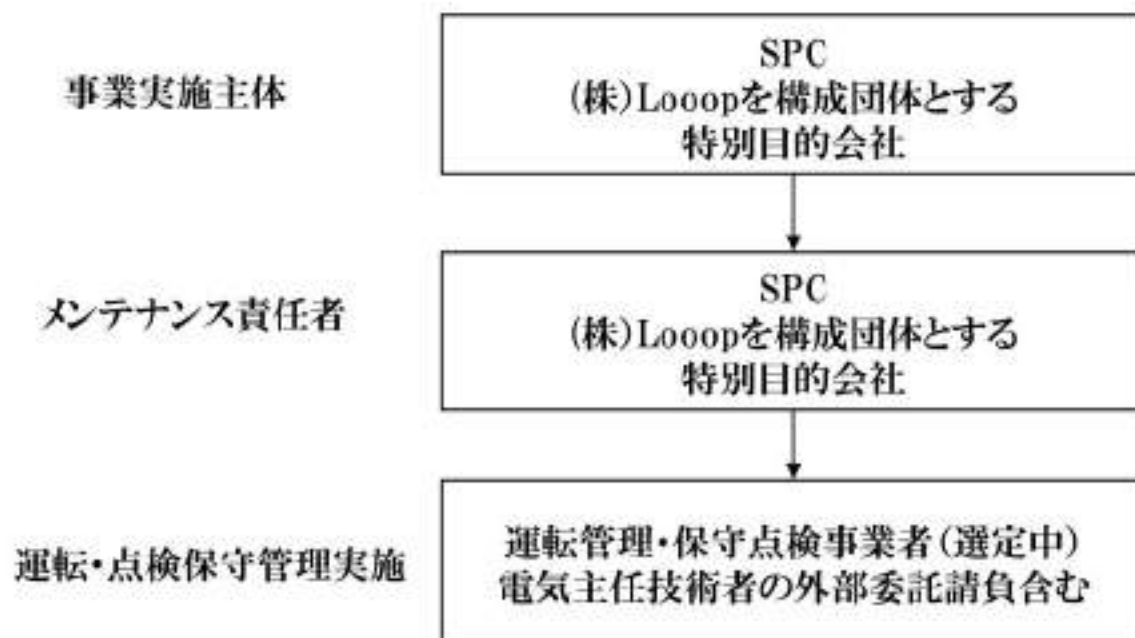 事業実施主体
SPC
(株)Looopを構成団体とする
特別目的会社
メンテナンス責任者
SPC
(株)Looopを構成団体とする
特別目的会社
運転・点検保守管理実施
運転管理・保守点検事業者(選定中)
電気主任技術者の外部委託請負含む